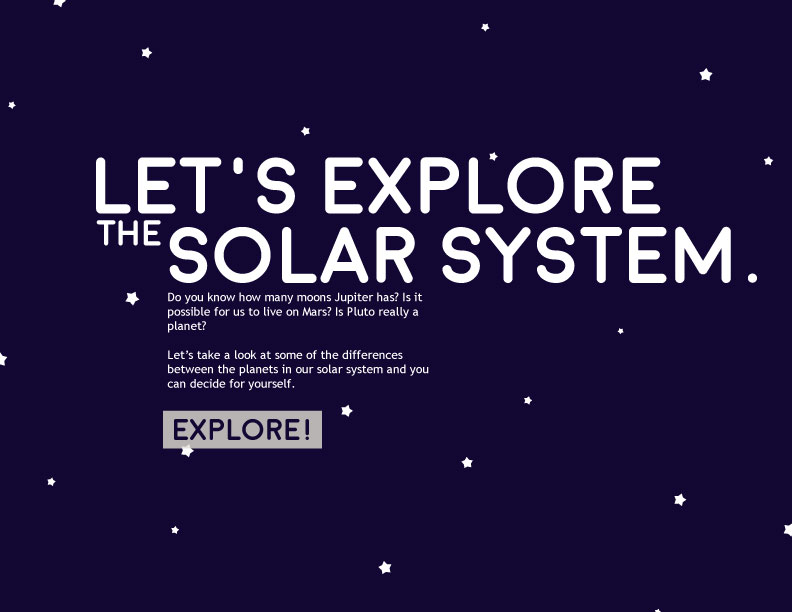 LET'S EXPLORE
THE SOLAR SYSTEM.
Do you know how many moons Jupiter has? Is it
possible for us to live on Mars? Is Pluto really a
planet?
Let's take a look at some of the differences
between the planets in our solar system and you
can decide for yourself.
EXPLORE!